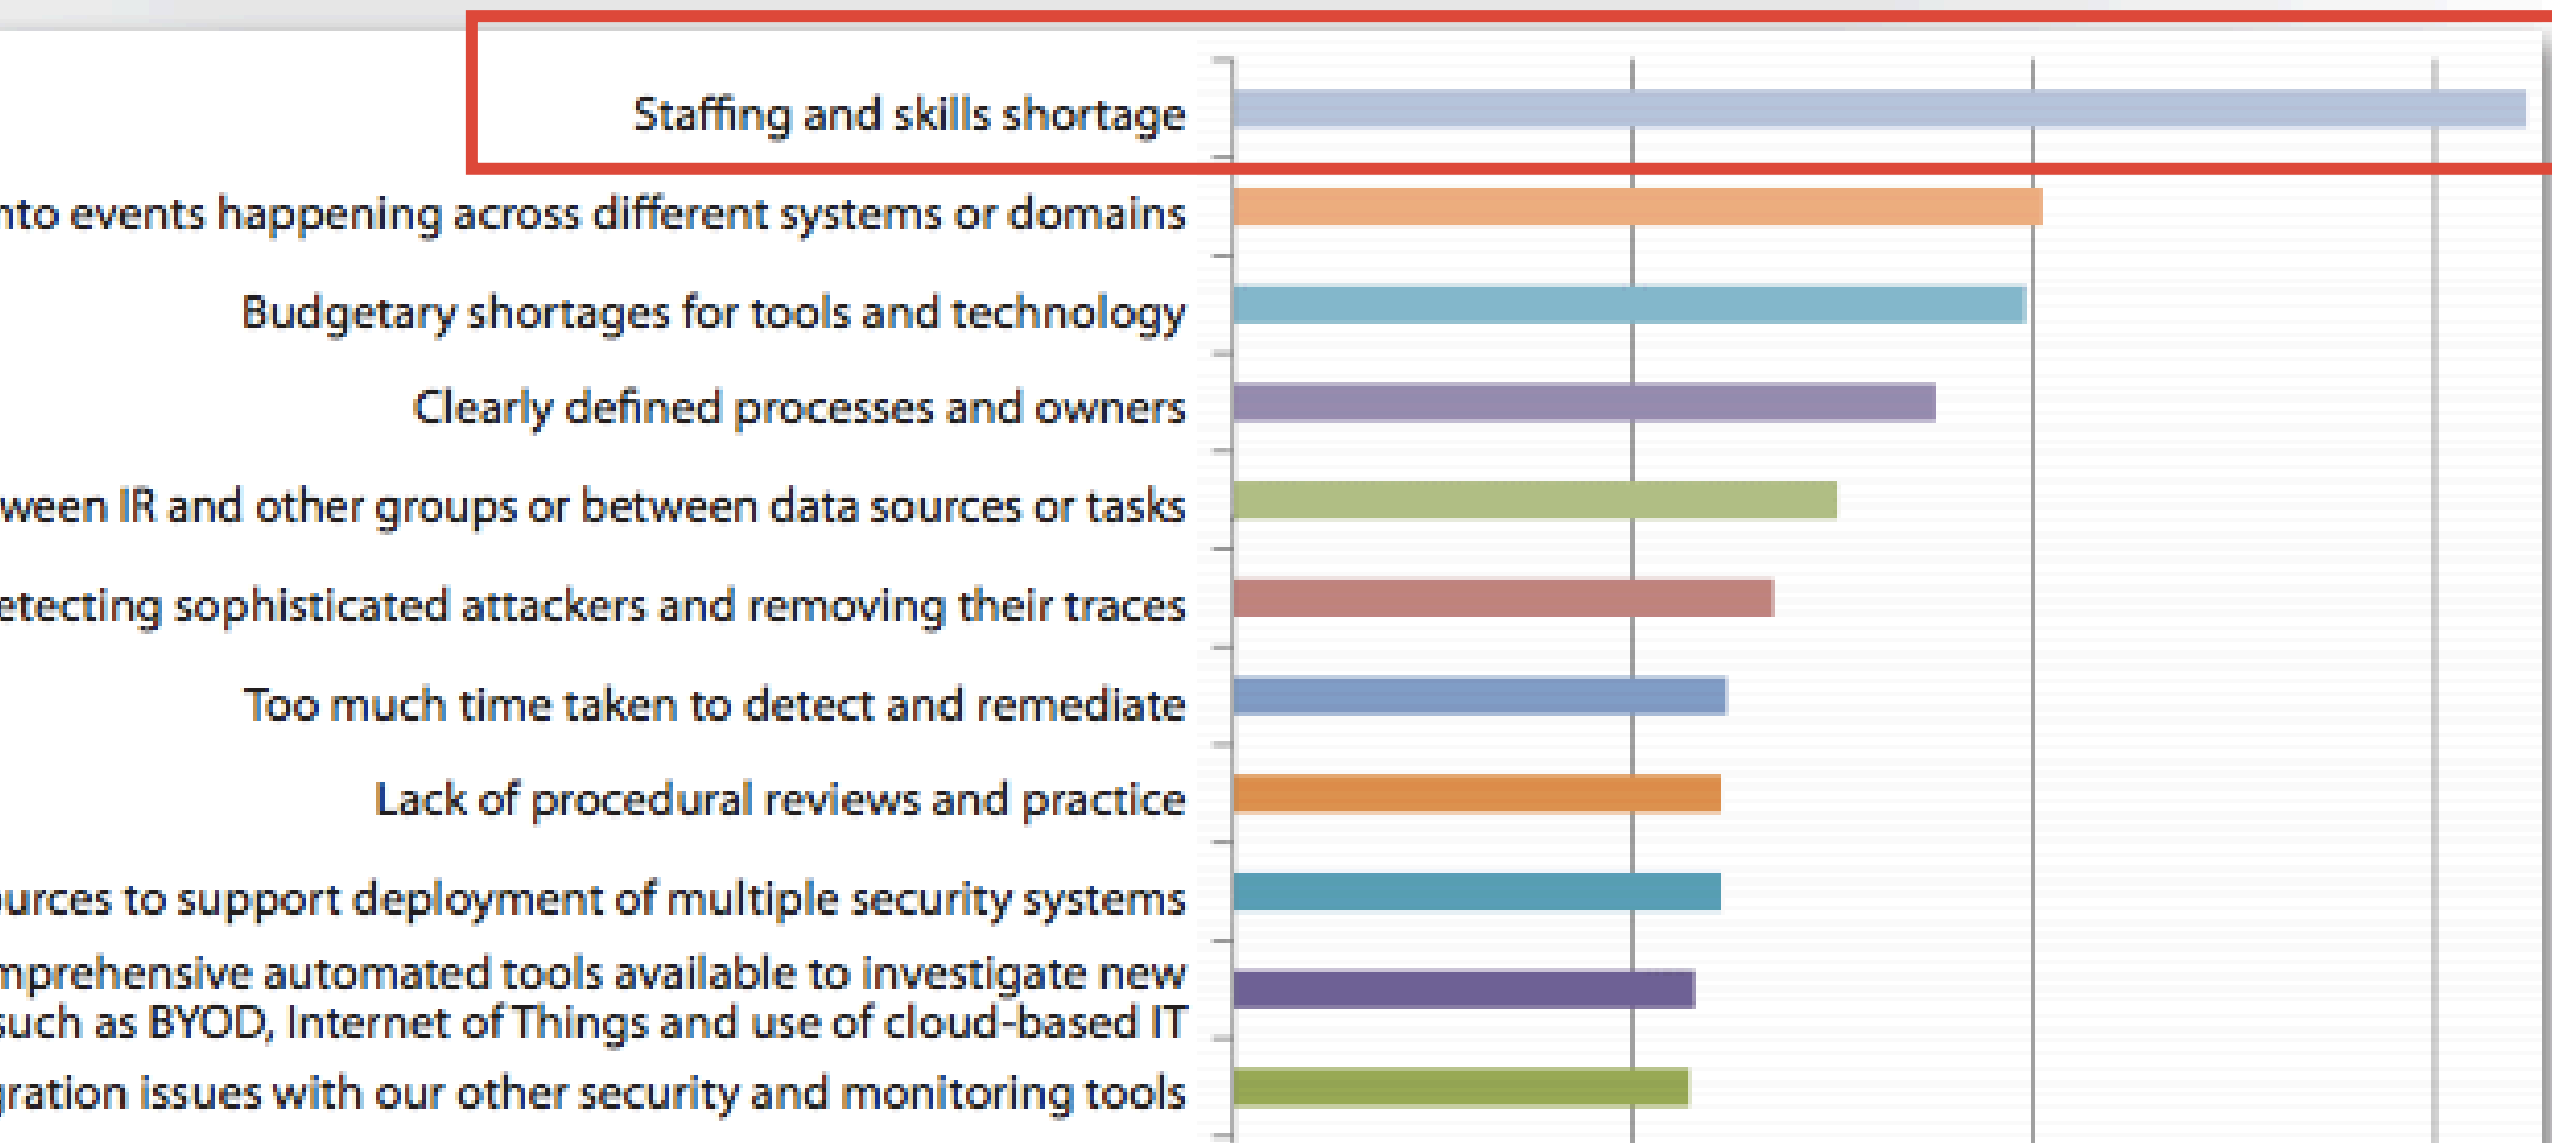 Staffing and skills shortage
into events happening across different systems or domains
Budgetary shortages for tools and technology
Clearly defined processes and owners
ween IR and other groups or between data sources or tasks
etecting sophisticated attackers and removing their traces
Too much time taken to detect and remediate
Lack of procedural reviews and practice
ources to support deployment of multiple security systems
mprehensive automated tools available to investigate new
such as BYOD, Internet of Things and use of cloud-based IT
gration issues with our other security and monitoring tools